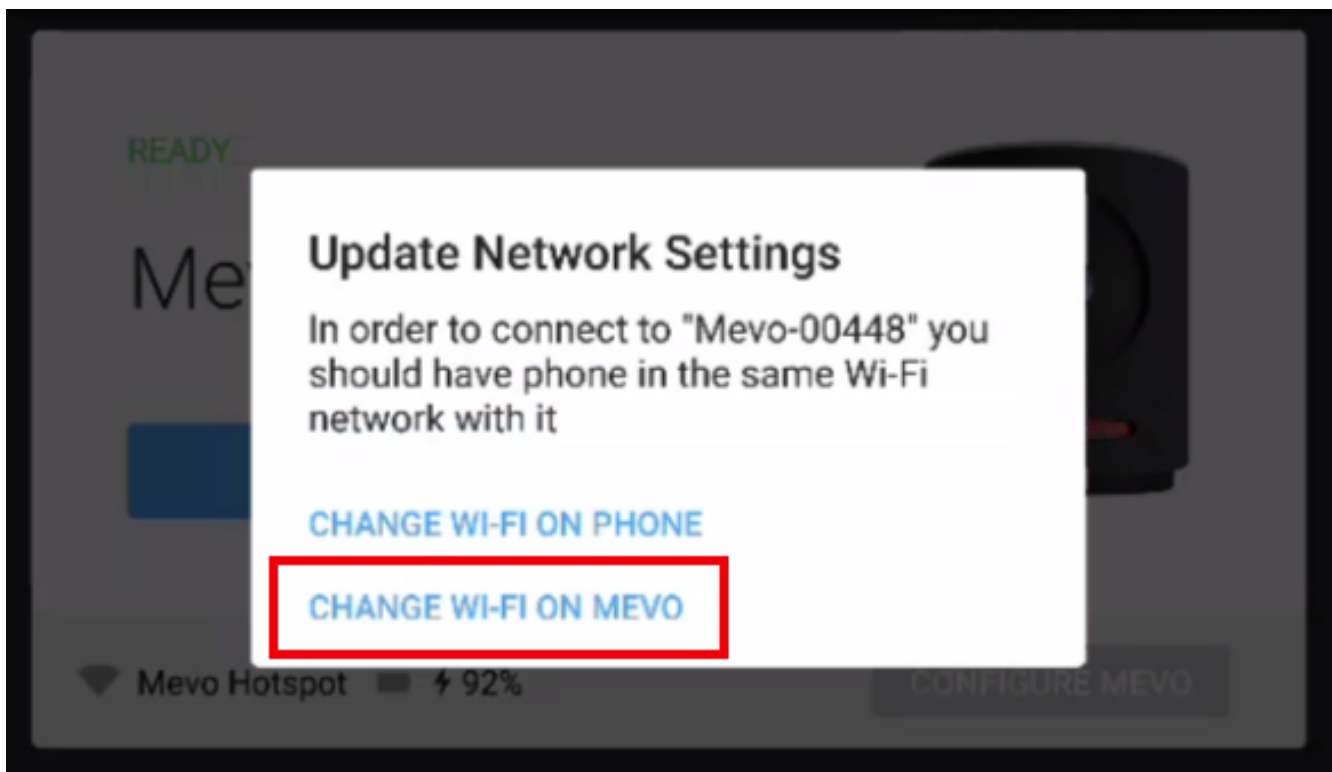 READY
Me
Update Network Settings
In order to connect to "Mevo-00448" you
should have phone in the same Wi-Fi
network with it
CHANGE WI-FI ON PHONE
CHANGE WI-FI ON MEVO
Mevo Hotspot 92%
CONFIGURE MEVO